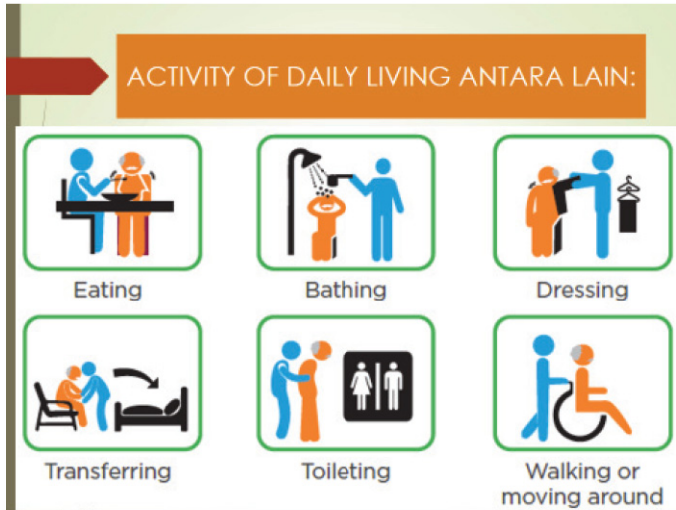 ACTIVITY OF DAILY LIVING ANTARA LAIN:
Eating
Bathing
Dressing
Transferring
Toileting
Walking or
moving around